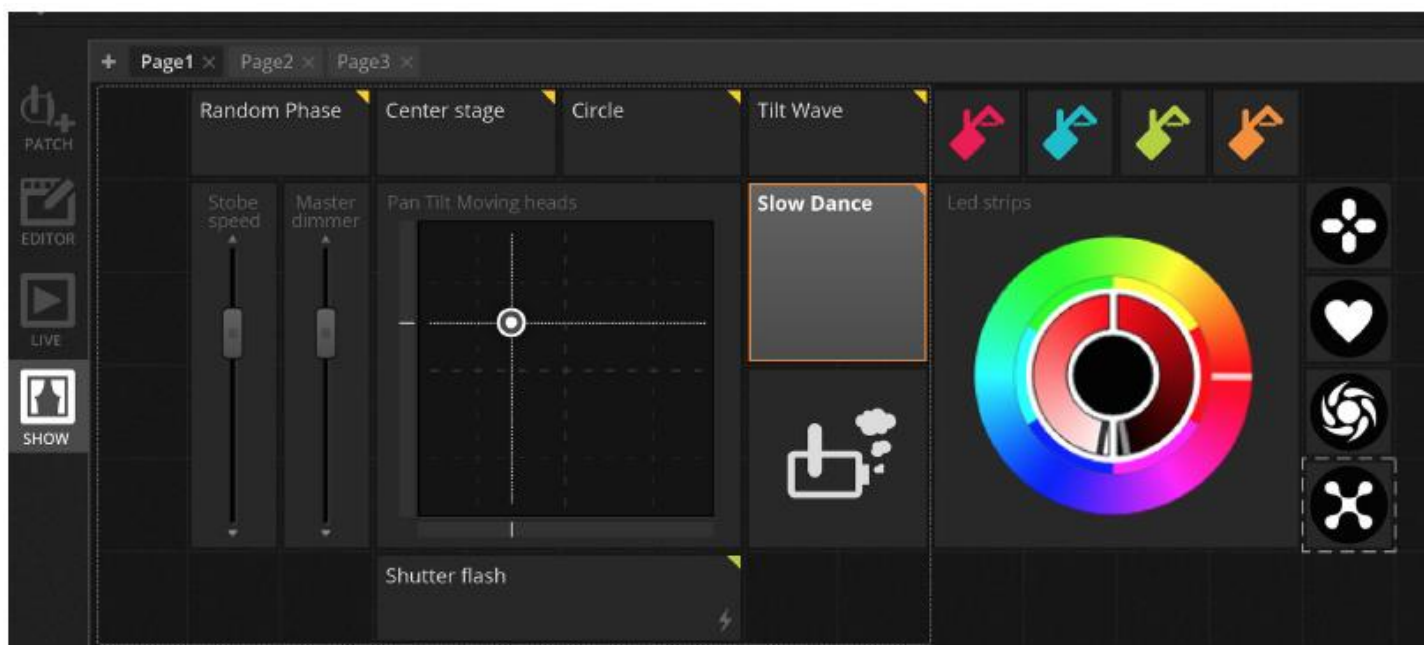 Page1
Page2
Page3
PATCH
EDITOR
LIVE
SHOW
Random Phase
Center stage
Circle
Tilt Wave
Stobe
speed
Master
dimmer
Pan Tilt Moving heads
Slow Dance
Led strips
Shutter flash